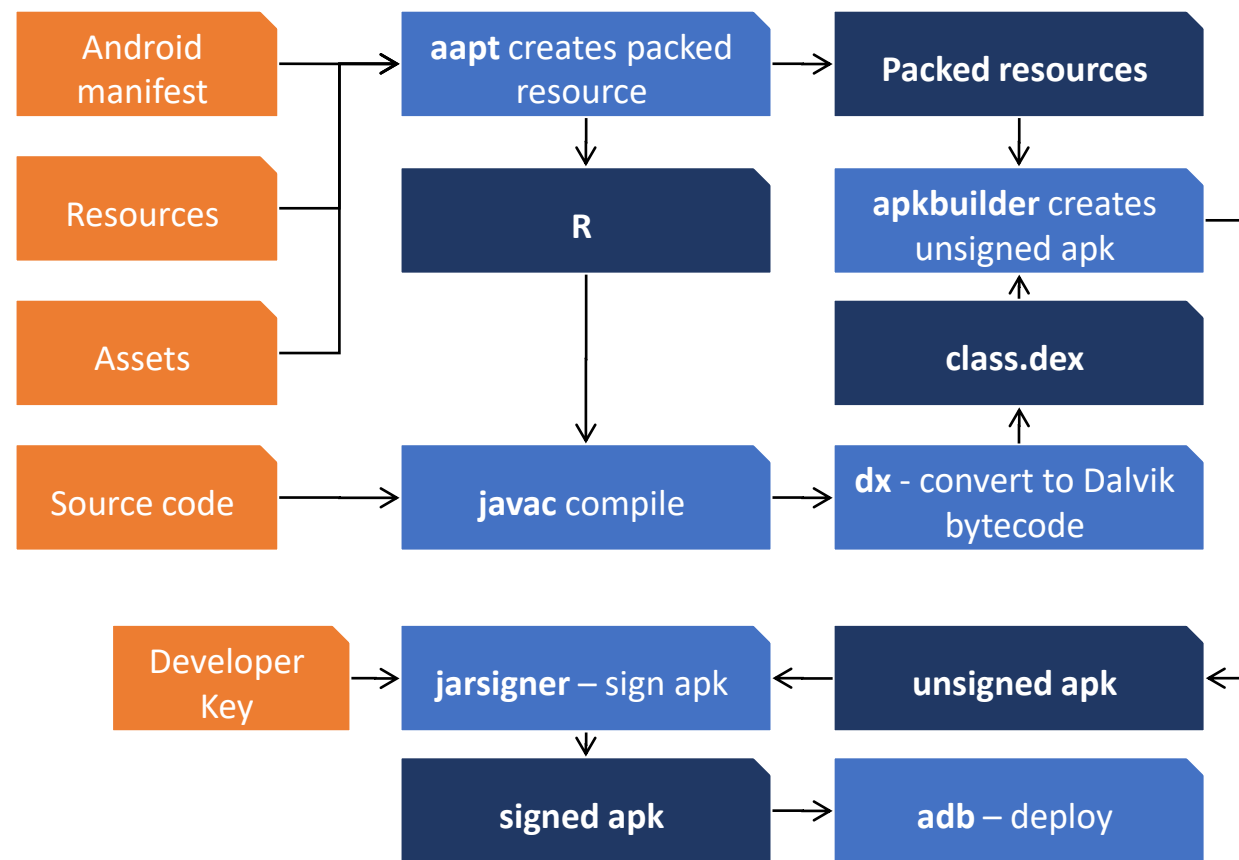 Android
manifest
aapt creates packed
resource
Packed resources
Resources
R
apkbuilder creates
unsigned apk
Assets
class.dex
Source code
javac compile
dx - convert to Dalvik
bytecode
Developer
Key
jarsigner – sign apk
unsigned apk
signed apk
adb – deploy